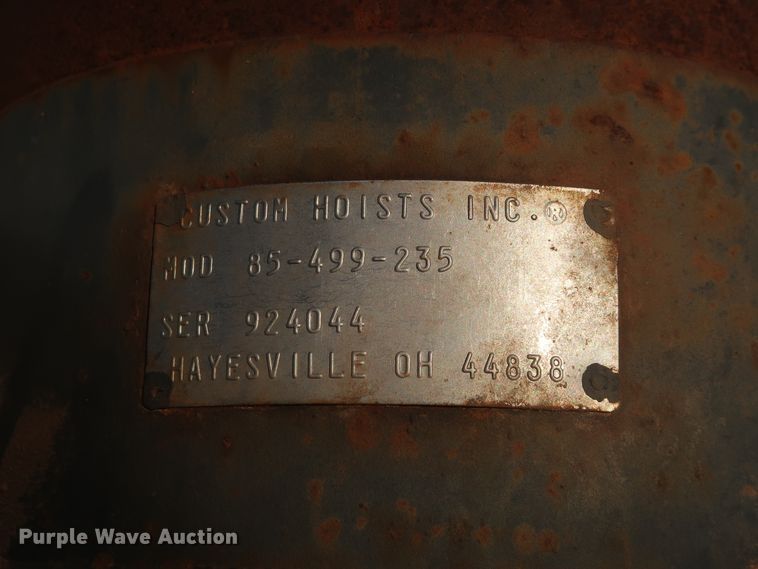 CUSTOM HOISTS INC.®
MOD 85-499-235
SER 924044
HAYESVILLE OH 44838
Purple Wave Auction